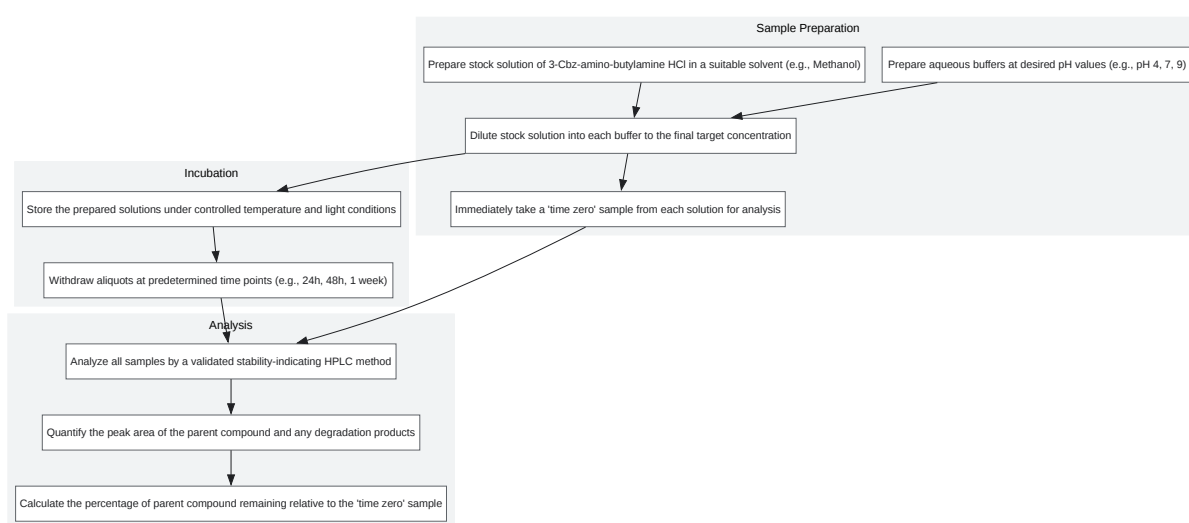 Sample Preparation
Prepare stock solution of 3-Cbz-amino-butylamine HCl in a suitable solvent (e.g., Methanol)
Prepare aqueous buffers at desired pH values (e.g., pH 4, 7, 9)
Dilute stock solution into each buffer to the final target concentration
Immediately take a 'time zero' sample from each solution for analysis
Incubation
Store the prepared solutions under controlled temperature and light conditions
Withdraw aliquots at predetermined time points (e.g., 24h, 48h, 1 week)
Analysis
Analyze all samples by a validated stability-indicating HPLC method
Quantify the peak area of the parent compound and any degradation products
Calculate the percentage of parent compound remaining relative to the 'time zero' sample